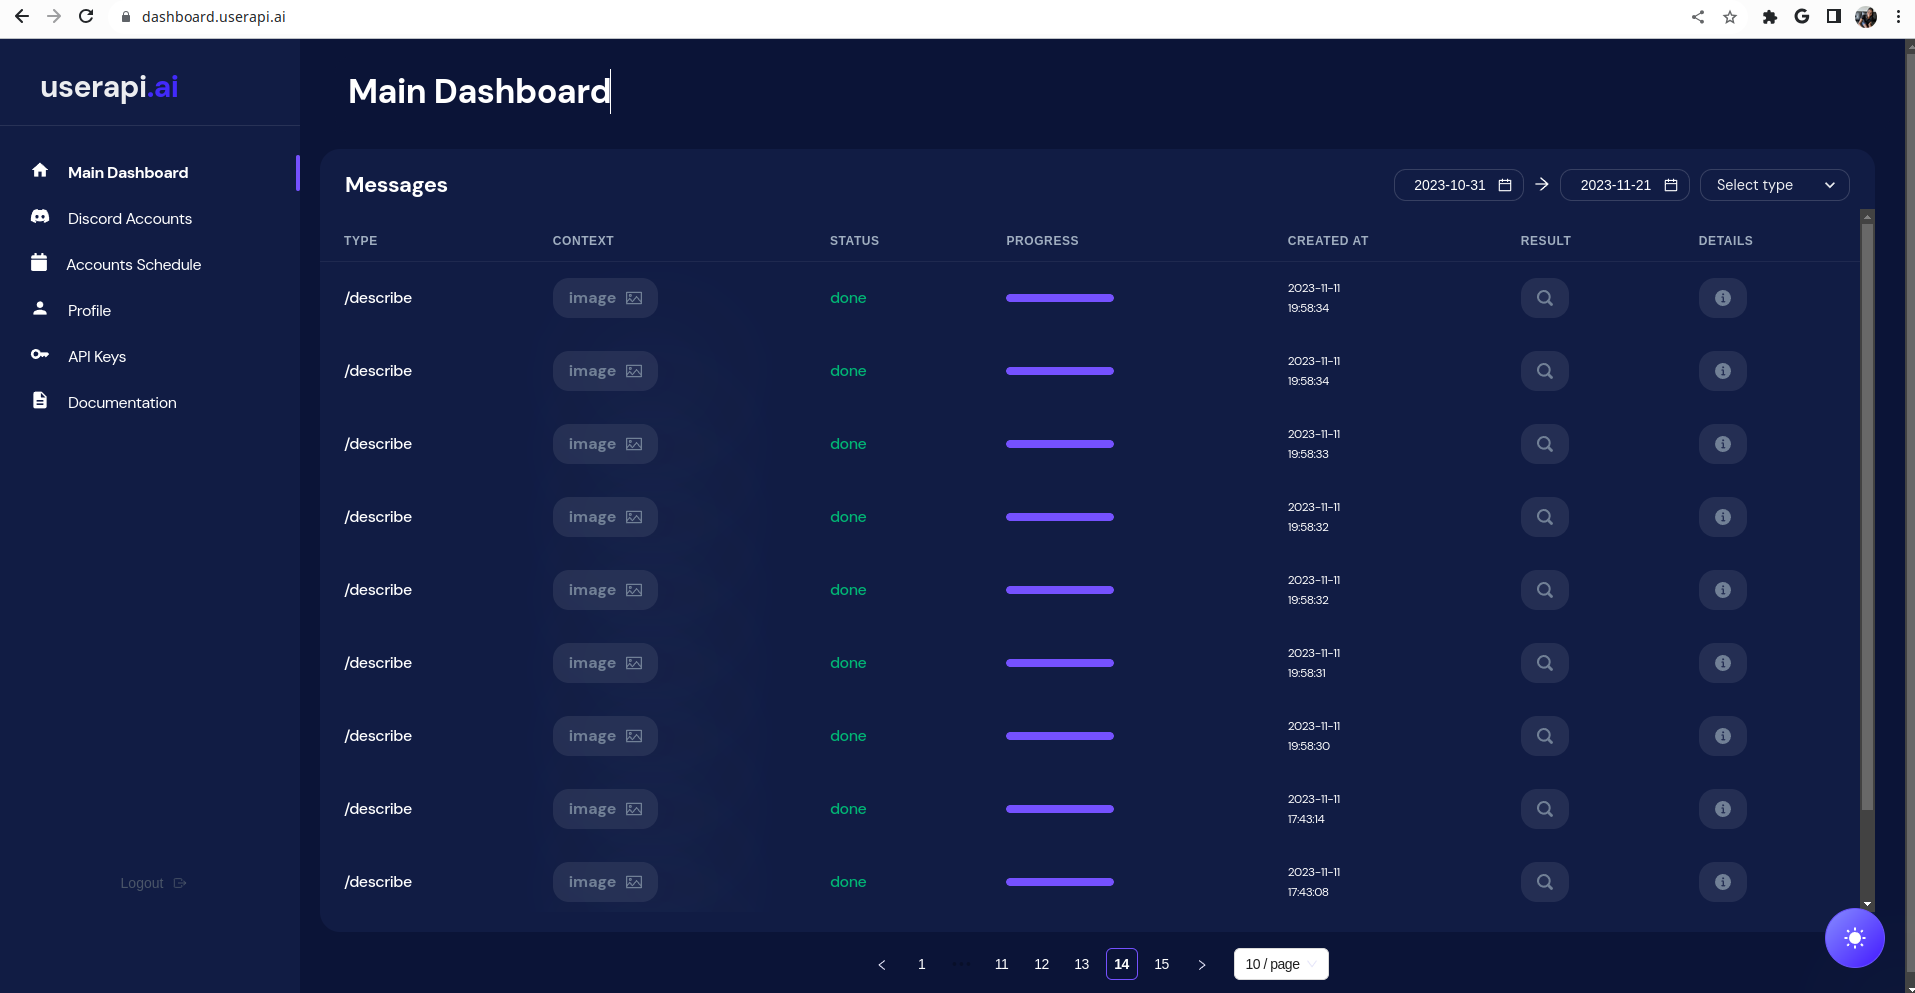 dashboard.userapi.ai
userapi.ai
Main Dashboard
Discord Accounts
Accounts Schedule
Profile
API Keys
Documentation
Logout
Main Dashboard
Messages
2023-10-31 2023-11-21 Select type
TYPE CONTEXT STATUS PROGRESS CREATED AT RESULT DETAILS
/describe image done 2023-11-11
19:58:34
/describe image done 2023-11-11
19:58:34
/describe image done 2023-11-11
19:58:33
/describe image done 2023-11-11
19:58:32
/describe image done 2023-11-11
19:58:32
/describe image done 2023-11-11
19:58:31
/describe image done 2023-11-11
19:58:30
/describe image done 2023-11-11
17:43:14
/describe image done 2023-11-11
17:43:08
< 1 ••• 11 12 13 14 15 > 10 / page